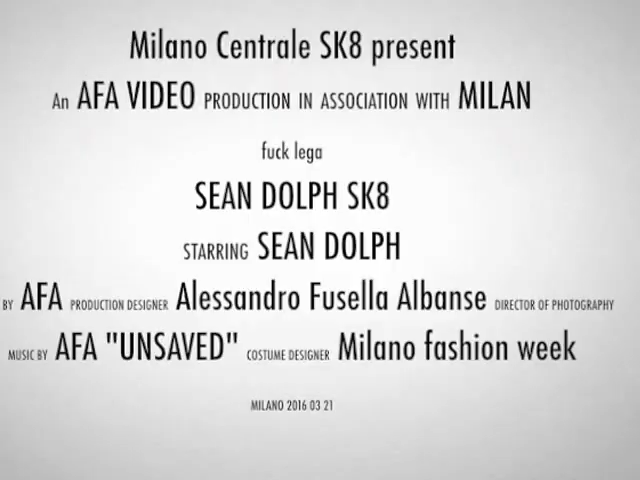 Milano Centrale SK8 present
An AFA VIDEO PRODUCTION IN ASSOCIATION WITH MILAN
fuck lega
SEAN DOLPH SK8
STARRING SEAN DOLPH
BY AFA PRODUCTION DESIGNER Alessandro Fusella Albanse DIRECTOR OF PHOTOGRAPHY
MUSIC BY AFA "UNSAVED" COSTUME DESIGNER Milano fashion week
MILANO 2016 03 21